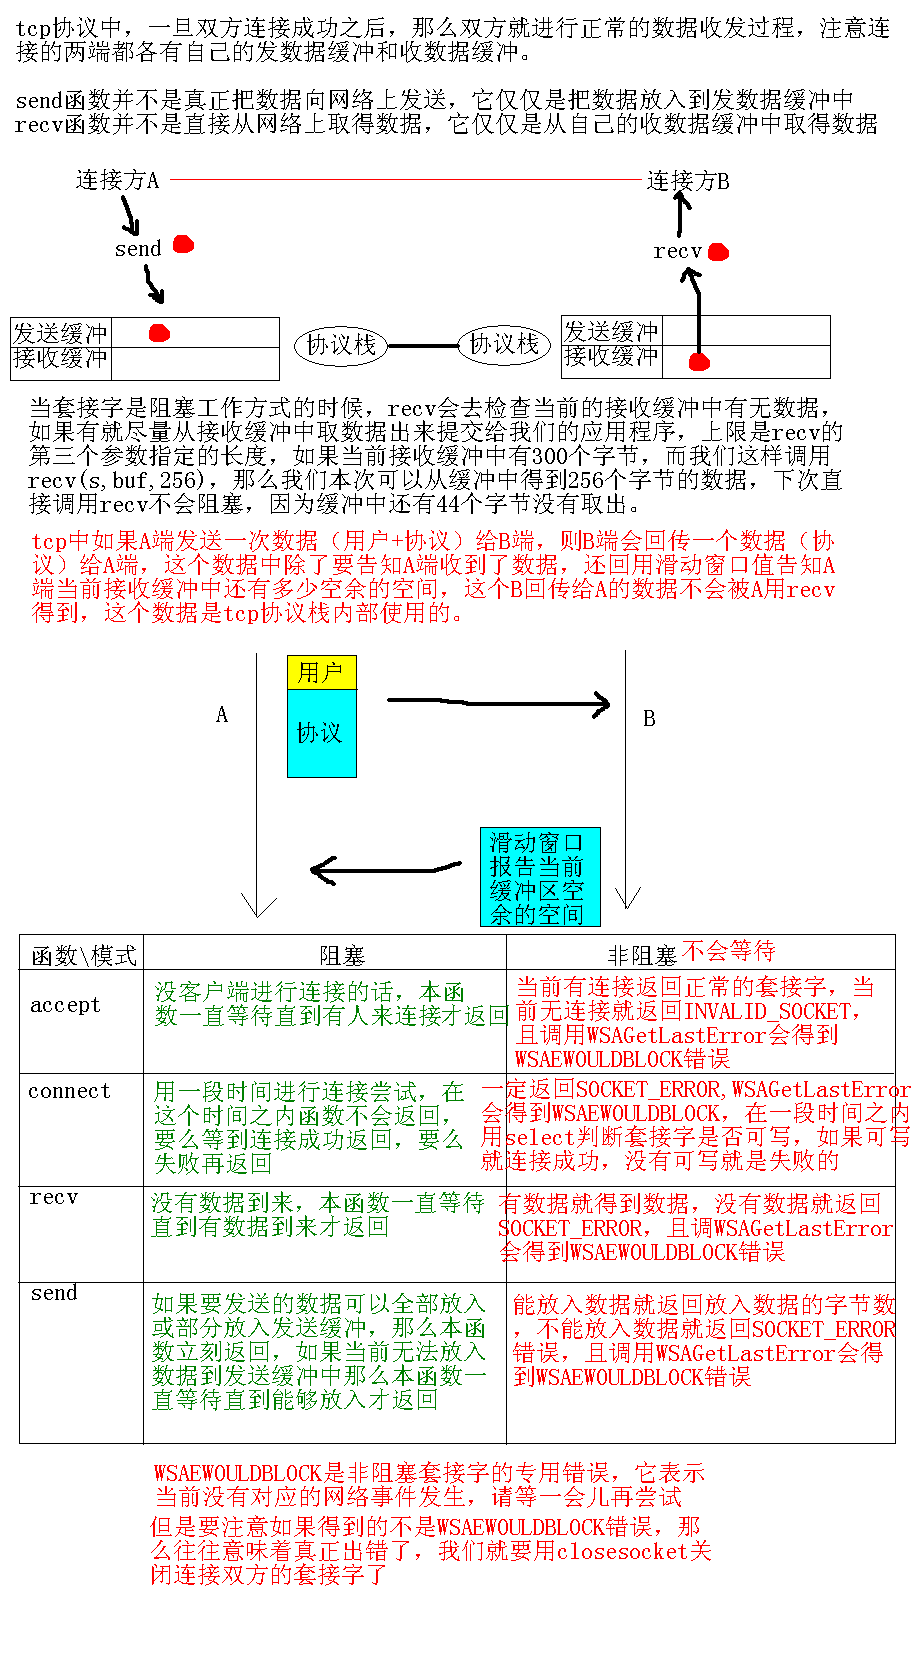 tcp协议中，一旦双方连接成功之后，那么双方就进行正常的数据收发过程，注意连
接的两端都各有自己的发数据缓冲和收数据缓冲。
send函数并不是真正把数据向网络上发送，它仅仅是把数据放入到发数据缓冲中
recv函数并不是直接从网络上取得数据，它仅仅是从自己的收数据缓冲中取得数据
连接方A
连接方B
send
recv
发送缓冲
接收缓冲
协议栈
协议栈
发送缓冲
接收缓冲
当套接字是阻塞工作方式的时候，recv会去检查当前的接收缓冲中有无数据，
如果有就尽量从接收缓冲中取数据出来提交给我们的应用程序，上限是recv的
第三个参数指定的长度，如果当前接收缓冲中有300个字节，而我们这样调用
recv(s,buf,256)，那么我们本次可以从缓冲中得到256个字节的数据，下次直
接调用recv不会阻塞，因为缓冲中还有44个字节没有取出。
tcp中如果A端发送一次数据（用户+协议）给B端，则B端会回传一个数据（协
议）给A端，这个数据中除了要告知A端收到了数据，还回用滑动窗口值告知A
端当前接收缓冲中还有多少空余的空间，这个B回传给A的数据不会被A用recv
得到，这个数据是tcp协议栈内部使用的。
用户
协议
A
B
滑动窗口
报告当前
缓冲区空
余的空间
函数\模式
阻塞
非阻塞 不会等待
accept
没客户端进行连接的话，本函
数一直等待直到有人来连接才返回
当前有连接返回正常的套接字，当
前无连接就返回INVALID_SOCKET，
且调用WSAGetLastError会得到
WSAEWOULDBLOCK错误
connect
用一段时间进行连接尝试，在
这个时间之内函数不会返回，
要么等到连接成功返回，要么
失败再返回
一定返回SOCKET_ERROR,WSAGetLastError
会得到WSAEWOULDBLOCK，在一段时间之内
用select判断套接字是否可写，如果可写
就连接成功，没有可写就是失败的
recv
没有数据到来，本函数一直等待
直到有数据到来才返回
有数据就得到数据，没有数据就返回
SOCKET_ERROR，且调WSAGetLastError
会得到WSAEWOULDBLOCK错误
send
如果要发送的数据可以全部放入
或部分放入发送缓冲，那么本函
数立刻返回，如果当前无法放入
数据到发送缓冲中那么本函数一
直等待直到能够放入才返回
能放入数据就返回放入数据的字节数
，不能放入数据就返回SOCKET_ERROR
错误，且调用WSAGetLastError会得
到WSAEWOULDBLOCK错误
WSAEWOULDBLOCK是非阻塞套接字的专用错误，它表示
当前没有对应的网络事件发生，请等一会儿再尝试
但是要注意如果得到的不是WSAEWOULDBLOCK错误，那
么往往意味着真正出错了，我们就要用closesocket关
闭连接双方的套接字了